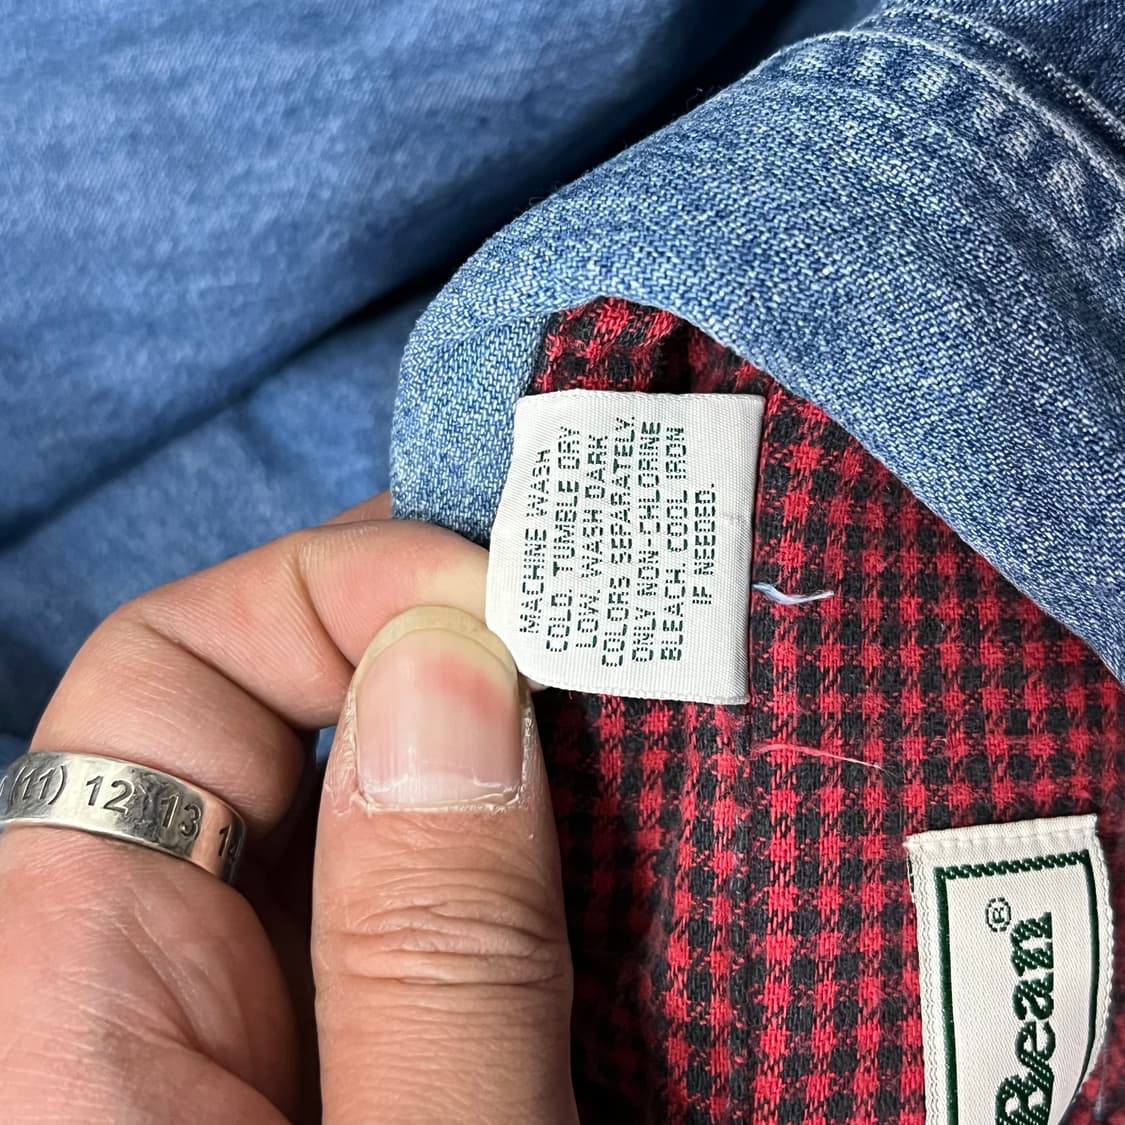 MACHINE WASH
COLD. TUMBLE DRY
LOW. WASH DARK
COLORS SEPARATELY.
ONLY NON-CHLORINE
BLEACH. COOL IRON
IF NEEDED.
Bean®
(11) 12 13 14